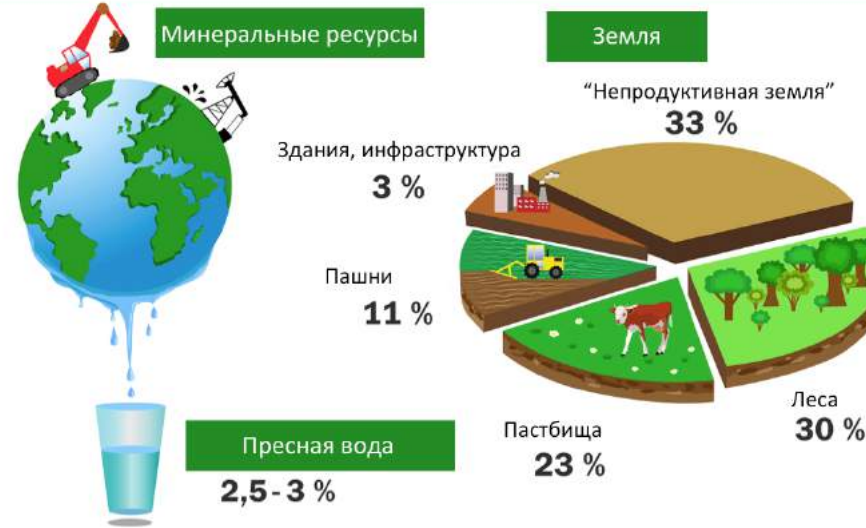 Минеральные ресурсы
Земля
“Непродуктивная земля”
33 %
Здания, инфраструктура
3 %
Пашни
11 %
Леса
30 %
Пастбища
23 %
Пресная вода
2,5 - 3 %